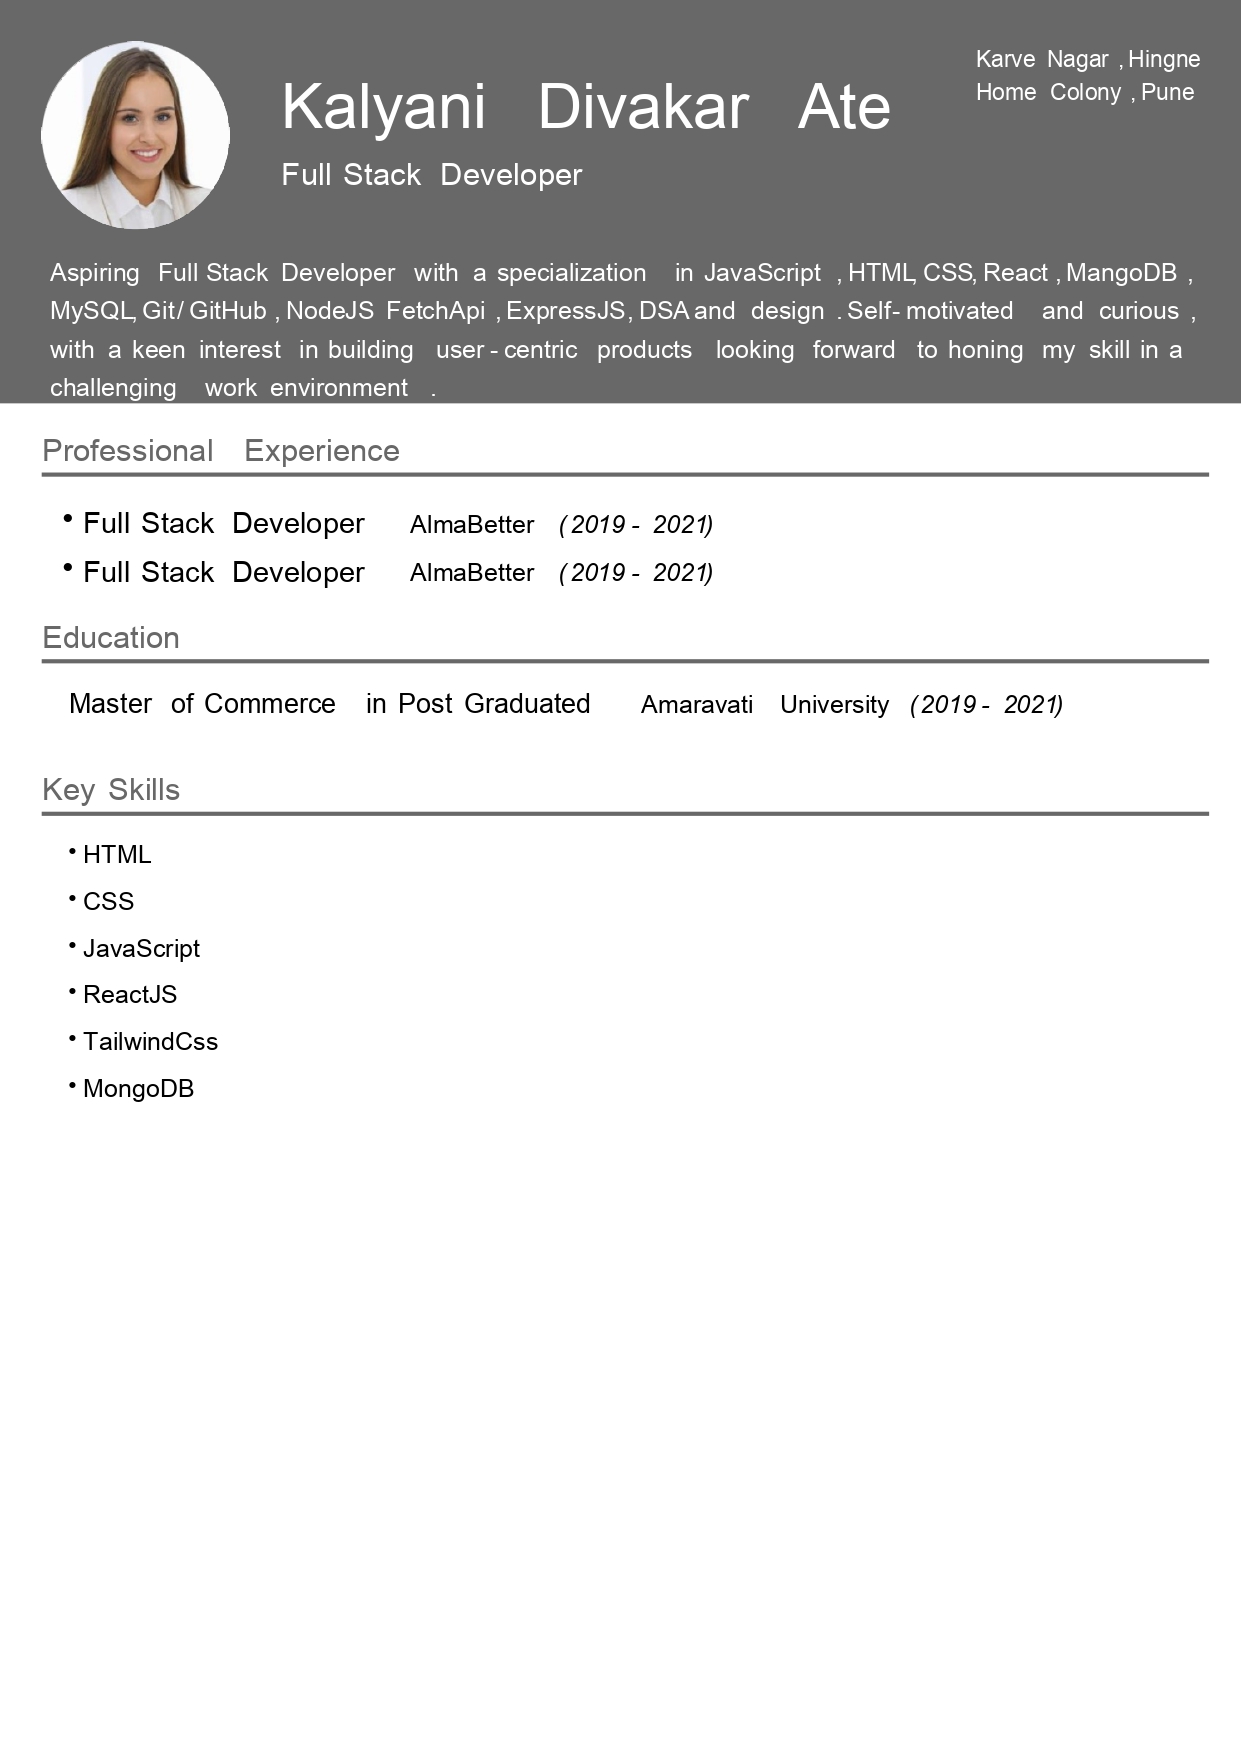 Karve Nagar , Hingne
Home Colony , Pune
Kalyani Divakar Ate
Full Stack Developer
Aspiring Full Stack Developer with a specialization in JavaScript , HTML, CSS, React , MangoDB ,
MySQL, Git/ GitHub , NodeJS FetchApi , ExpressJS, DSA and design . Self- motivated and curious ,
with a keen interest in building user - centric products looking forward to honing my skill in a
challenging work environment .
Professional Experience
• Full Stack Developer AlmaBetter (2019 - 2021)
• Full Stack Developer AlmaBetter (2019 - 2021)
Education
Master of Commerce in Post Graduated Amaravati University (2019 - 2021)
Key Skills
• HTML
• CSS
• JavaScript
• ReactJS
• TailwindCss
• MongoDB